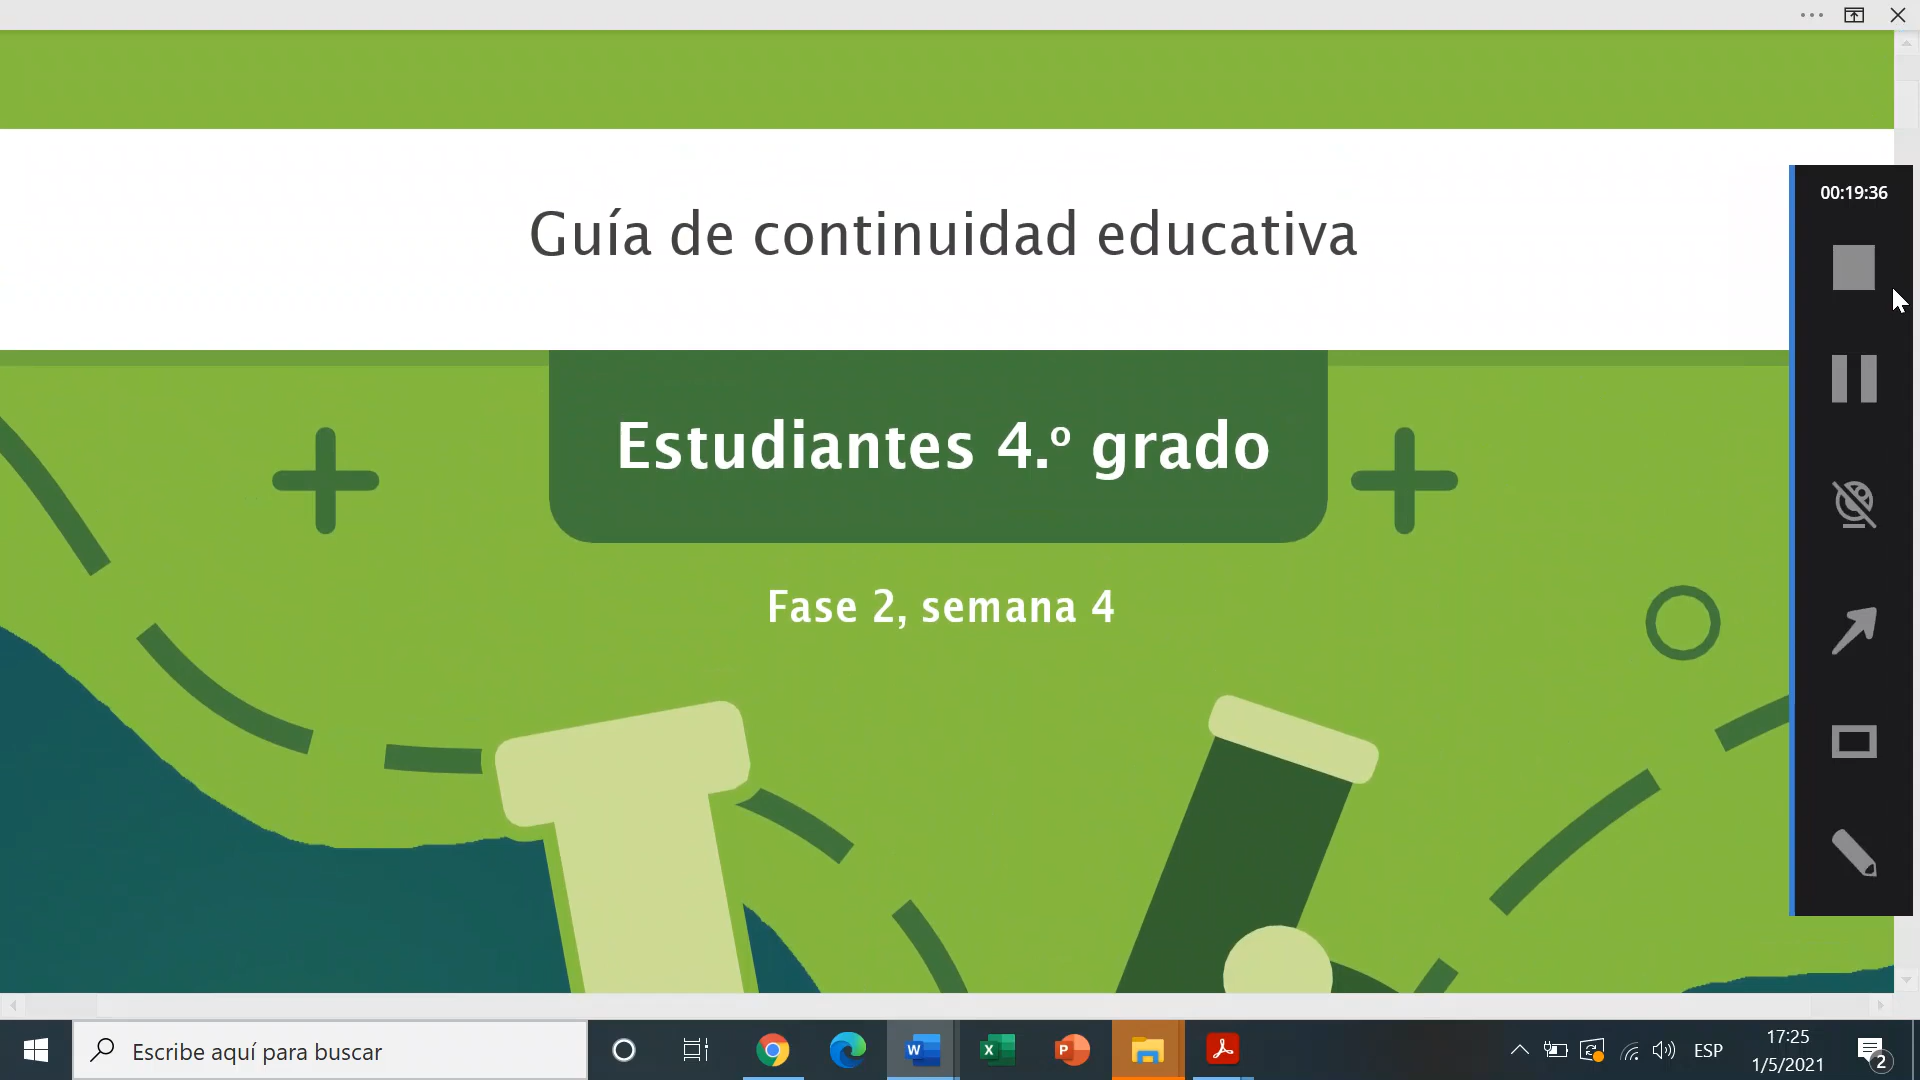 Guía de continuidad educativa
00:19:36
Estudiantes 4.º grado
Fase 2, semana 4
Escribe aquí para buscar
W
X
P
ESP
17:25
1/5/2021
2